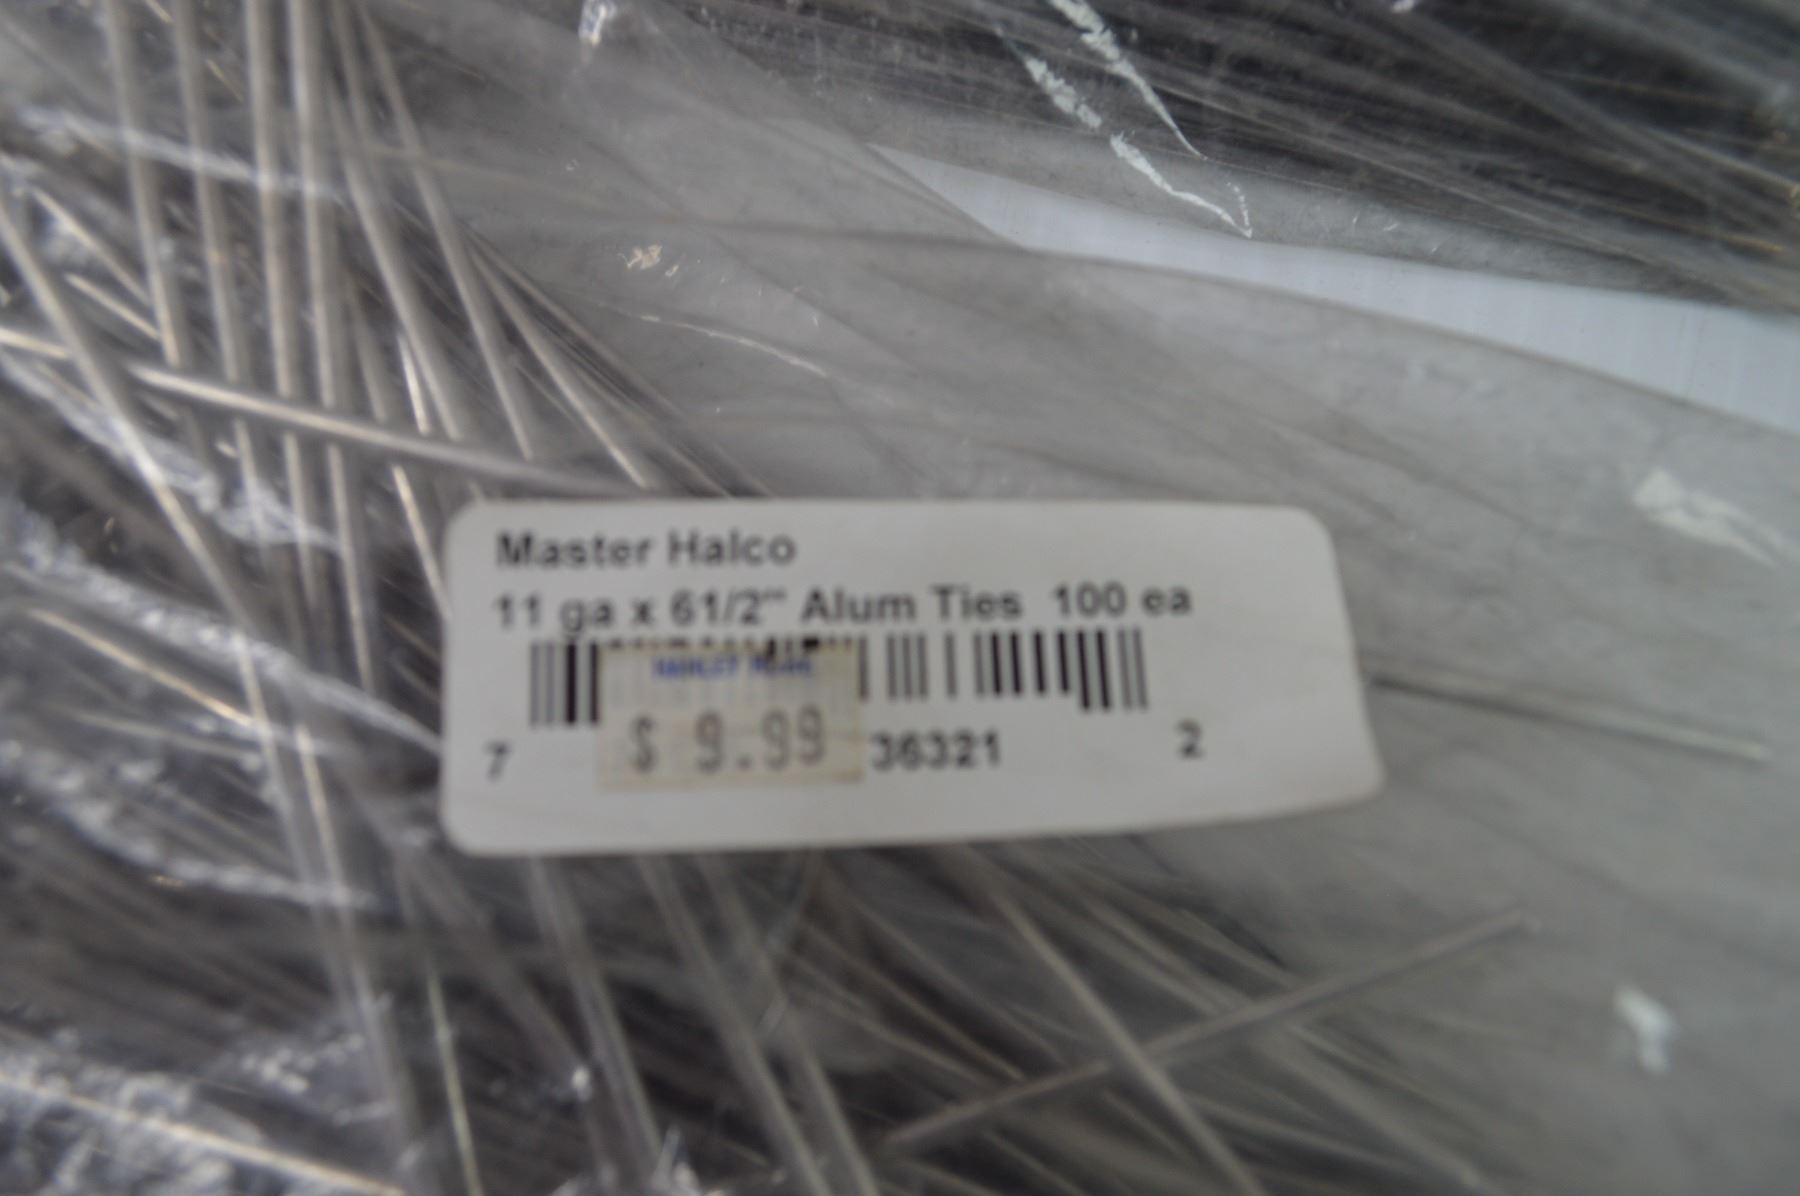 Master Halco
11 ga x 61/2" Alum Ties 100 ea
$ 9.99
7 36321 2